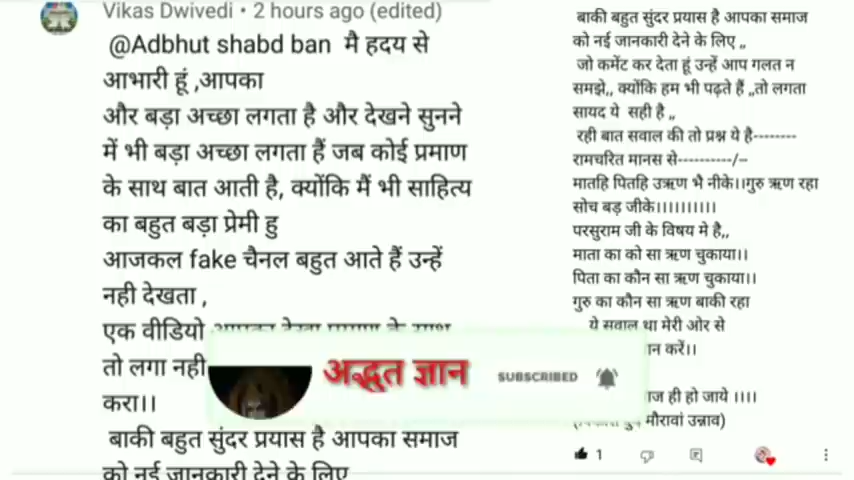 Vikas Dwivedi • 2 hours ago (edited)
@Adbhut shabd ban मै हदय से
आभारी हूं ,आपका
और बड़ा अच्छा लगता है और देखने सुनने
में भी बड़ा अच्छा लगता हैं जब कोई प्रमाण
के साथ बात आती है, क्योंकि मैं भी साहित्य
का बहुत बड़ा प्रेमी हु
आजकल fake चैनल बहुत आते हैं उन्हें
नही देखता ,
एक वीडियो
तो लगा नही
करा।।
बाकी बहुत सुंदर प्रयास है आपका समाज
को नई जानकारी देने के लिए
अद्भुत ज्ञान
SUBSCRIBED
बाकी बहुत सुंदर प्रयास है आपका समाज
को नई जानकारी देने के लिए ,,
जो कमेंट कर देता हूं उन्हें आप गलत न
समझे,, क्योंकि हम भी पढ़ते हैं ,,तो लगता
सायद ये सही है ,,
रही बात सवाल की तो प्रश्न ये है--------
रामचरित मानस से----------/--
मातहि पितहि उऋण भै नीके।।गुरु ऋण रहा
सोच बड़ जीके।।।।।।।।।।
परसुराम जी के विषय मे है,,
माता का को सा ऋण चुकाया।।
पिता का कौन सा ऋण चुकाया।।
गुरु का कौन सा ऋण बाकी रहा
ये सवाल था मेरी ओर से
करें।।
ही हो जाये ।।।।
मौरावां उन्नाव)
1